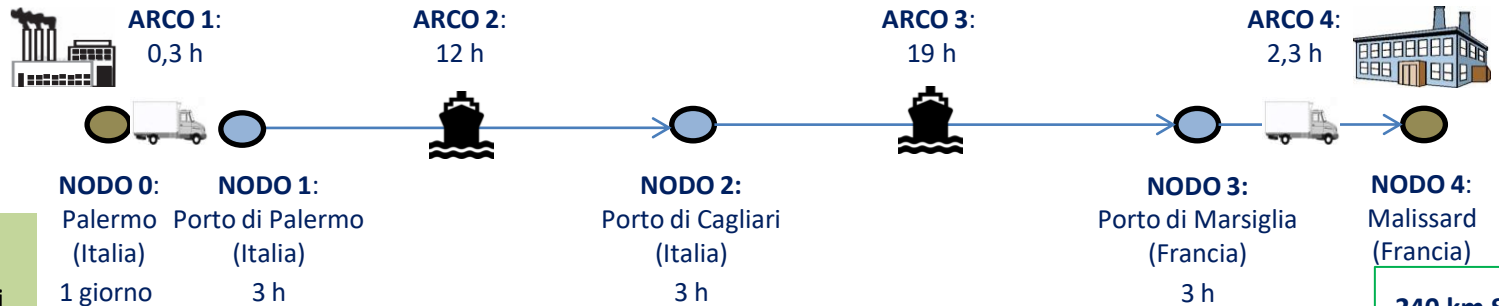 ARCO 1:
0,3 h
ARCO 2:
12 h
ARCO 3:
19 h
ARCO 4:
2,3 h
NODO 0:
Palermo
(Italia)
1 giorno
NODO 1:
Porto di Palermo
(Italia)
3 h
NODO 2:
Porto di Cagliari
(Italia)
3 h
NODO 3:
Porto di Marsiglia
(Francia)
3 h
NODO 4:
Malissard
(Francia)